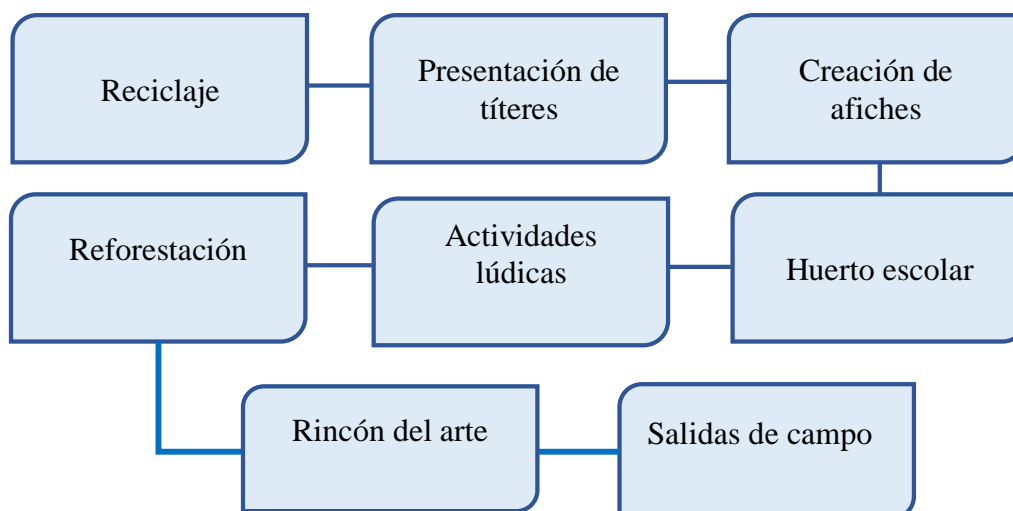 Reciclaje
Presentación de
títeres
Creación de
afiches
Reforestación
Actividades
lúdicas
Huerto escolar
Rincón del arte
Salidas de campo